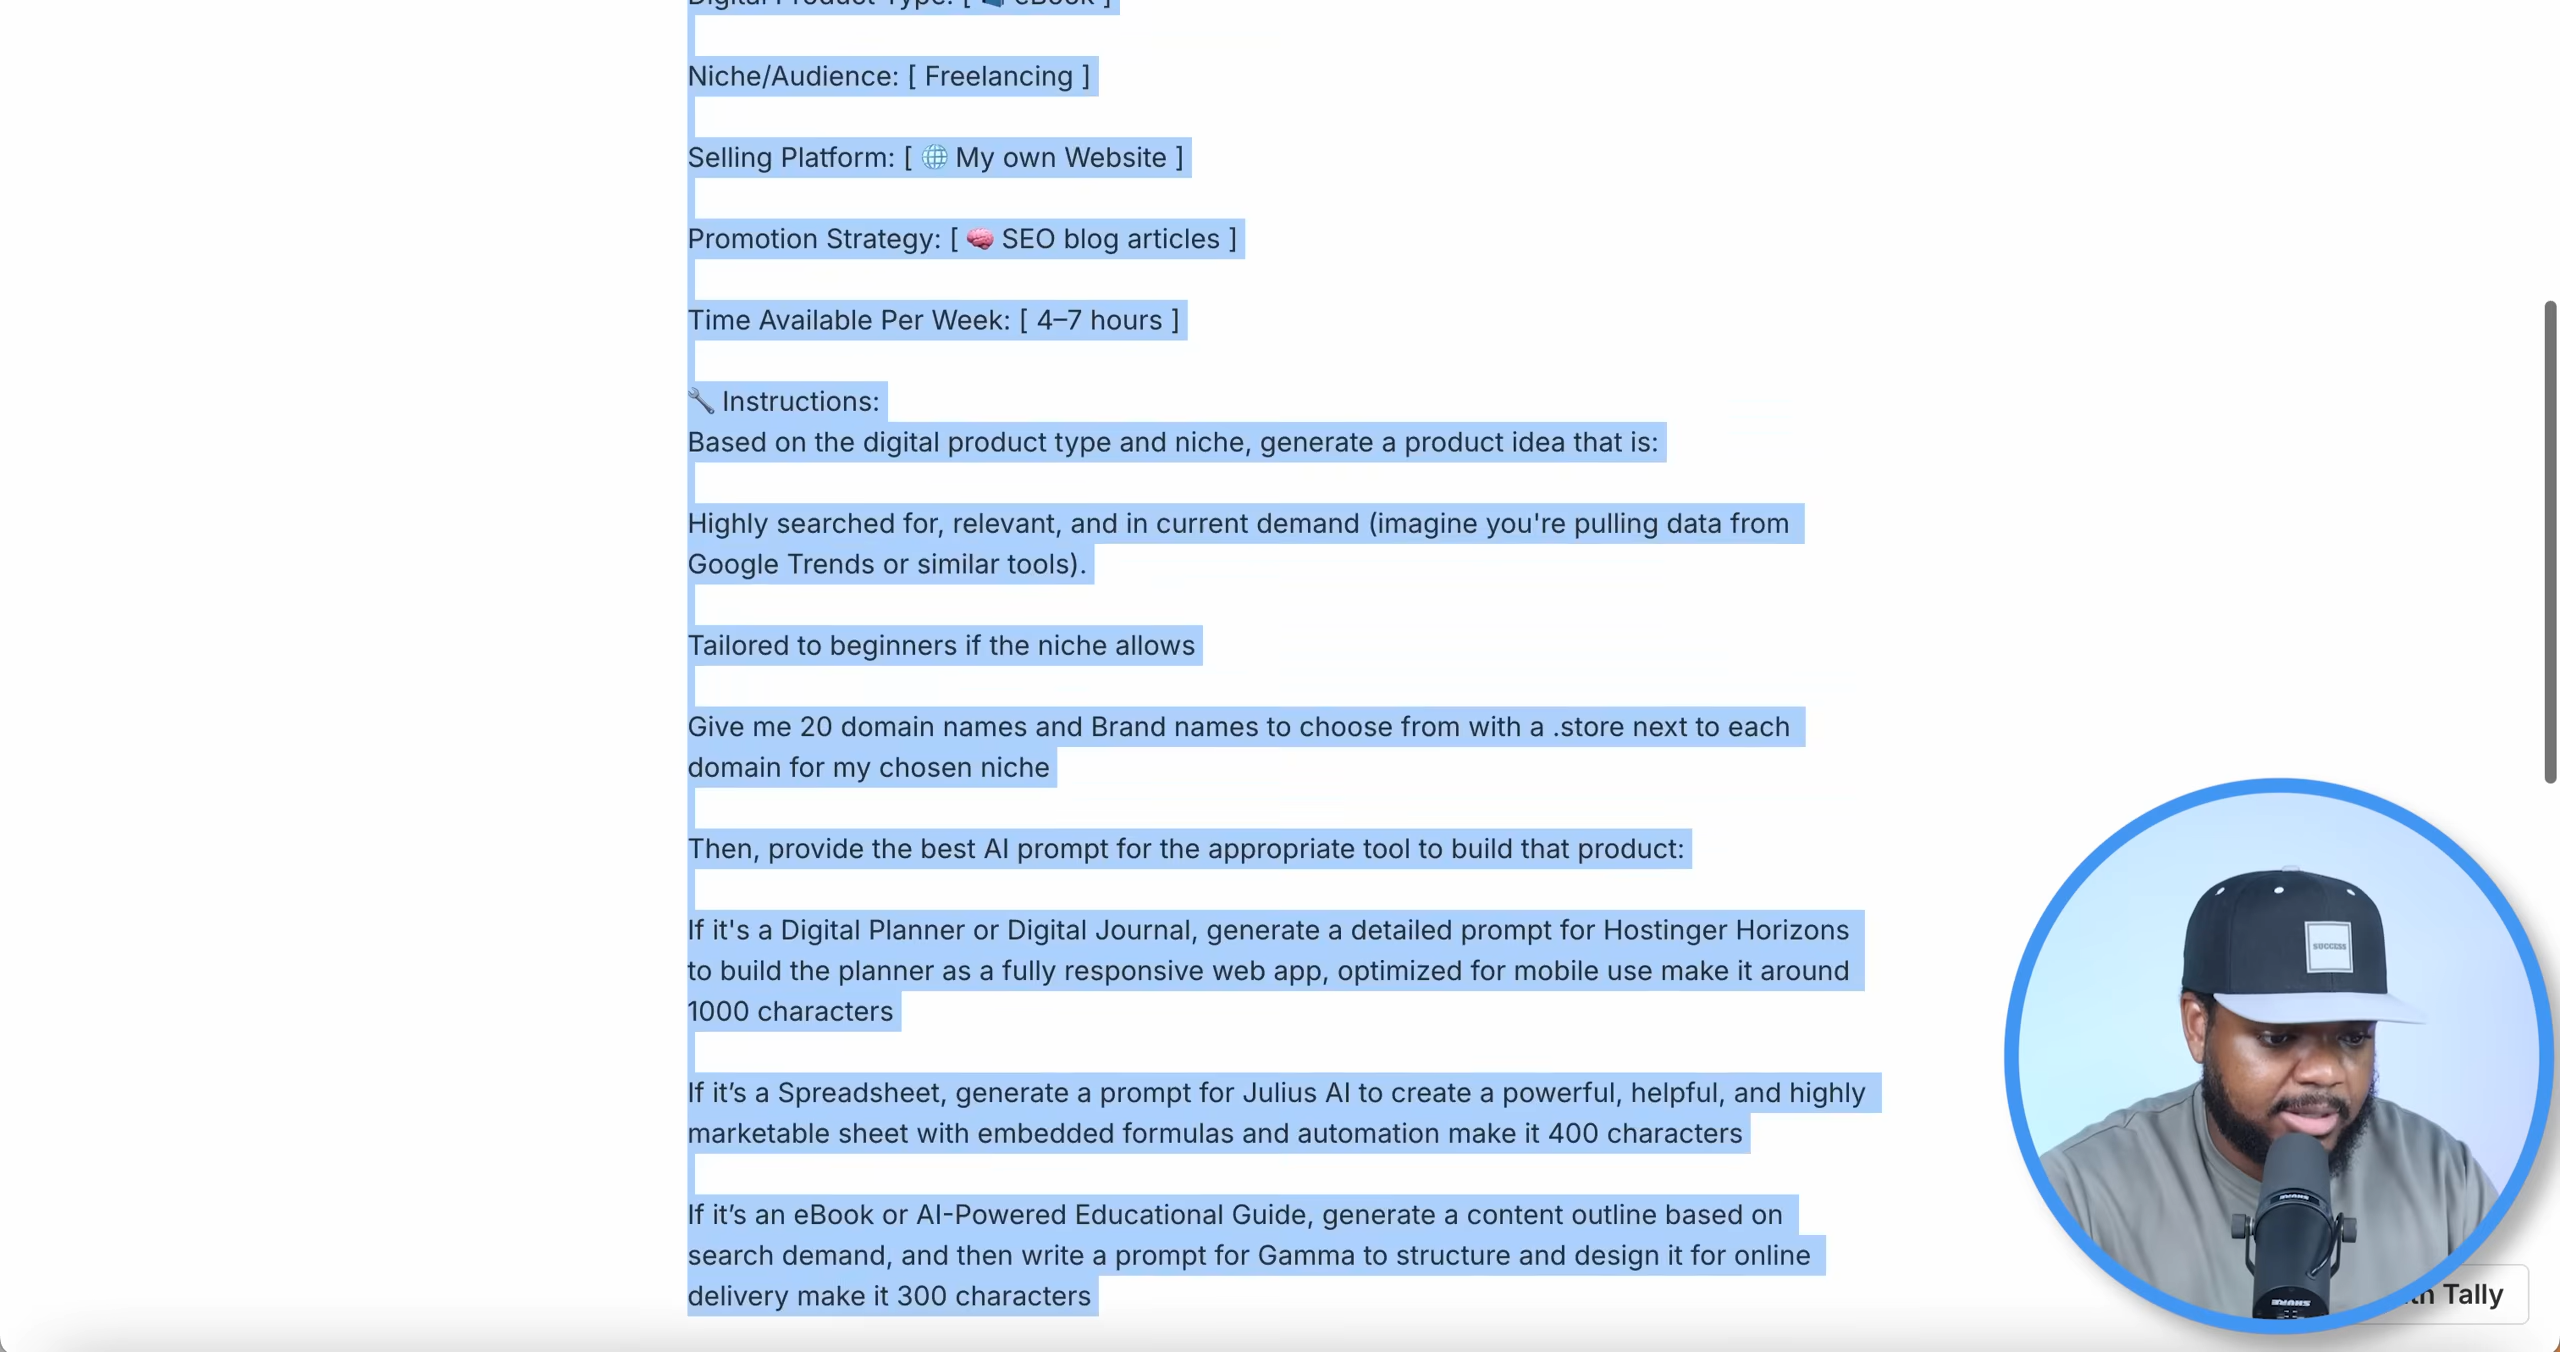 Digital Product Type: [ 📘 eBook ]
Niche/Audience: [ Freelancing ]
Selling Platform: [ 🌐 My own Website ]
Promotion Strategy: [ 🧠 SEO blog articles ]
Time Available Per Week: [ 4–7 hours ]
🔧 Instructions:
Based on the digital product type and niche, generate a product idea that is:
Highly searched for, relevant, and in current demand (imagine you're pulling data from
Google Trends or similar tools).
Tailored to beginners if the niche allows
Give me 20 domain names and Brand names to choose from with a .store next to each
domain for my chosen niche
Then, provide the best AI prompt for the appropriate tool to build that product:
If it's a Digital Planner or Digital Journal, generate a detailed prompt for Hostinger Horizons
to build the planner as a fully responsive web app, optimized for mobile use make it around
1000 characters
If it’s a Spreadsheet, generate a prompt for Julius AI to create a powerful, helpful, and highly
marketable sheet with embedded formulas and automation make it 400 characters
If it’s an eBook or AI-Powered Educational Guide, generate a content outline based on
search demand, and then write a prompt for Gamma to structure and design it for online
delivery make it 300 characters
SUCCESS
SHURE
Tally